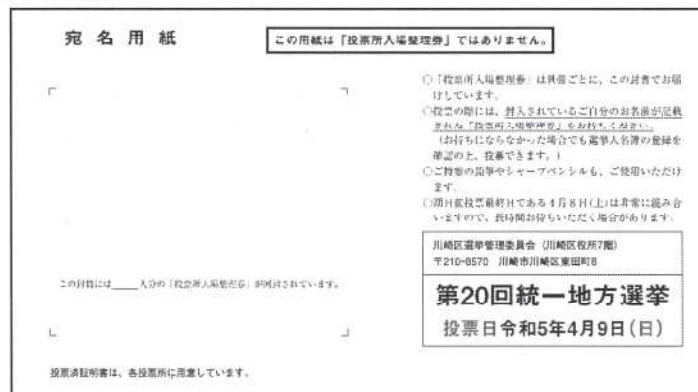 宛名用紙
この用紙は『投票所入場整理券』ではありません。
○「投票所入場整理券」は世帯ごとに、この封書でお届
けしています。
○投票の際には、封入されているご自分のお名前が記載
された「投票所入場整理券」をお持ちください。
(お持ちにならなかった場合でも選挙人名簿の登録を
確認の上、投票できます。)
○ご持参の鉛筆やシャープペンシルも、ご使用いただけ
ます。
○期日前投票最終日である4月8日(土)は非常に混み合
いますので、長時間お待ちいただく場合があります。
この封筒には_____人分の「投票所入場整理券」が同封されています。
川崎区選挙管理委員会 (川崎区役所7階)
〒210-8570 川崎市川崎区東田町8
第20回統一地方選挙
投票日令和5年4月9日(日)
投票済証明書は、各投票所に用意しています。